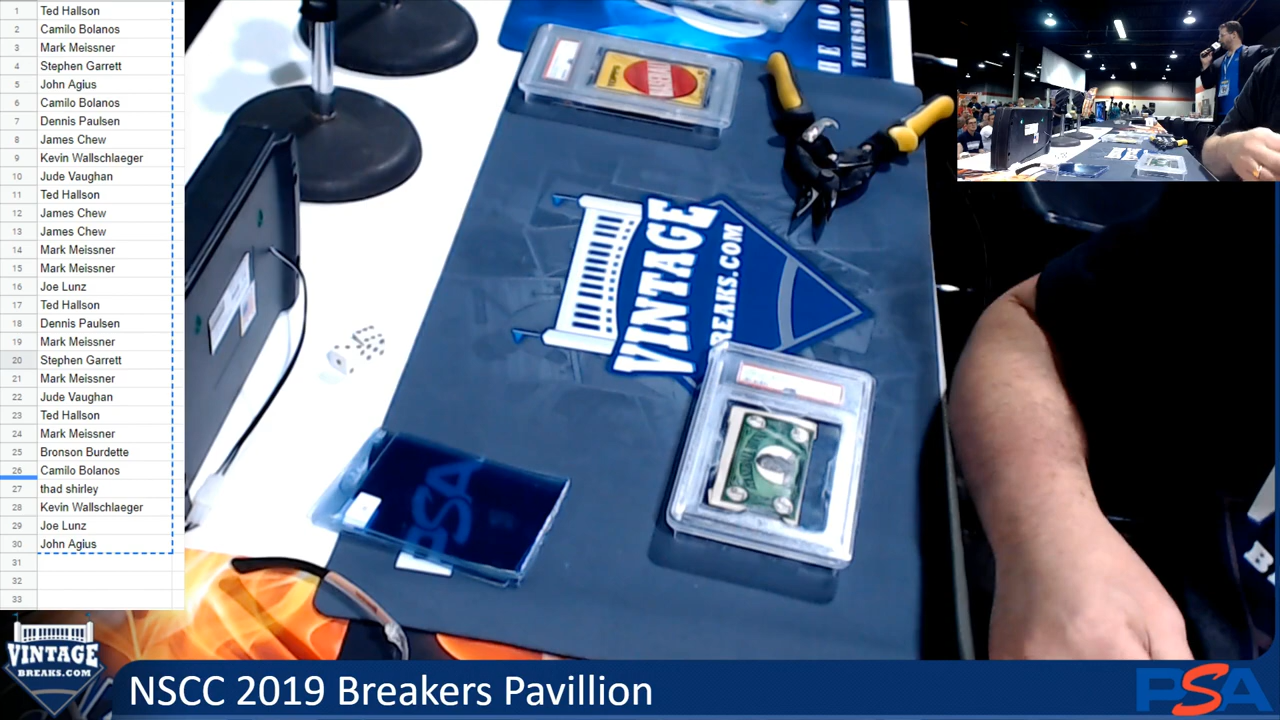 1 Ted Hallson
2 Camilo Bolanos
3 Mark Meissner
4 Stephen Garrett
5 John Agius
6 Camilo Bolanos
7 Dennis Paulsen
8 James Chew
9 Kevin Wallschlaeger
10 Jude Vaughan
11 Ted Hallson
12 James Chew
13 James Chew
14 Mark Meissner
15 Mark Meissner
16 Joe Lunz
17 Ted Hallson
18 Dennis Paulsen
19 Mark Meissner
20 Stephen Garrett
21 Mark Meissner
22 Jude Vaughan
23 Ted Hallson
24 Mark Meissner
25 Bronson Burdette
26 Camilo Bolanos
27 thad shirley
28 Kevin Wallschlaeger
29 Joe Lunz
30 John Agius
31
32
33
THURSDAY
VINTAGE
BREAKS.COM
PSA
VINTAGE
BREAKS.COM
NSCC 2019 Breakers Pavillion
PSA